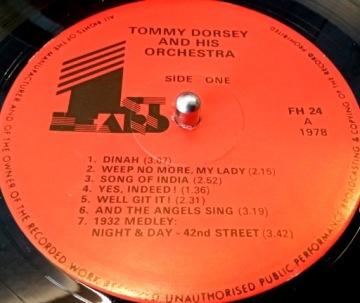 TOMMY DORSEY
AND HIS
ORCHESTRA
SIDE ONE
FH 24
A
1978
1. DINAH (3.07)
2. WEEP NO MORE, MY LADY (2.15)
3. SONG OF INDIA (2.52)
4. YES, INDEED! (1.36)
5. WELL GIT IT! (2.31)
6. AND THE ANGELS SING (3.19)
7. 1932 MEDLEY:
NIGHT & DAY - 42nd STREET (3.42)
ALL RIGHTS OF THE MANUFACTURER AND OF THE OWNER OF THE RECORDED WORK
UNAUTHORISED PUBLIC PERFORMANCE
COPYING OF THE RECORD PROHIBITED